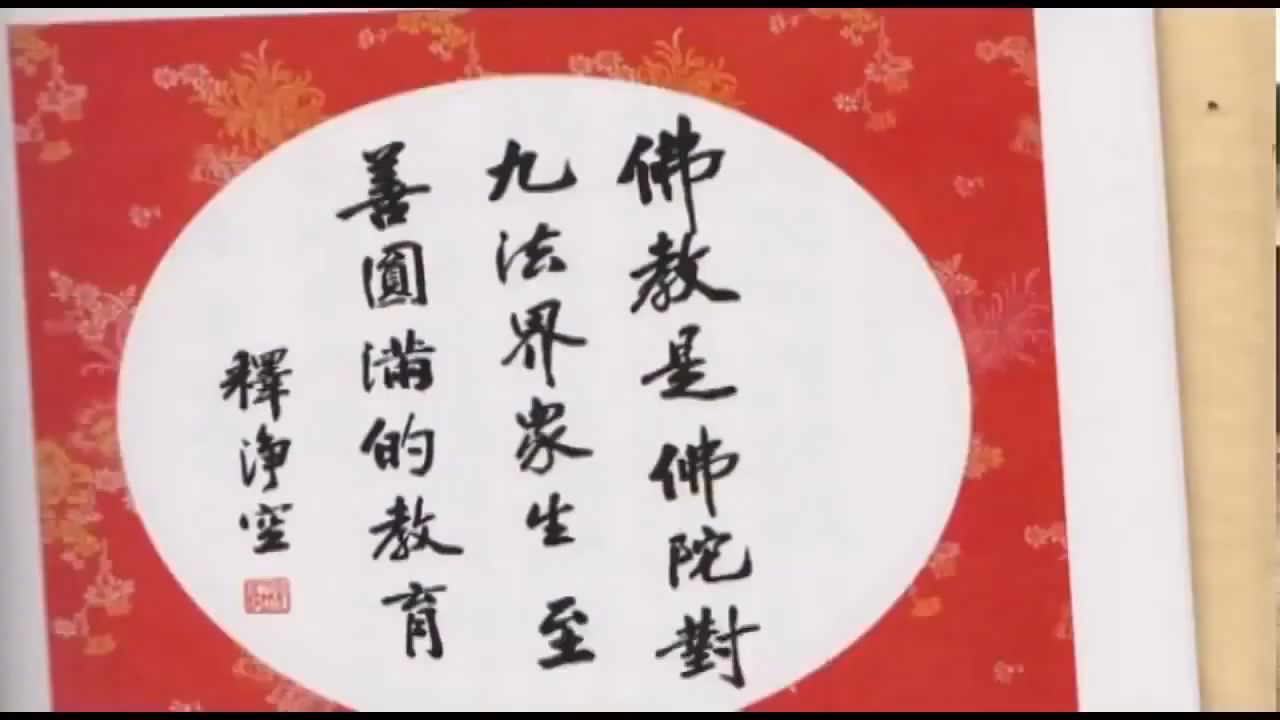 佛教是佛陀對
九法界眾生至
善圓滿的教育
釋淨空